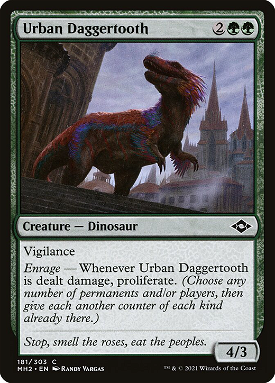 Urban Daggertooth 2
Creature — Dinosaur
Vigilance
Enrage — Whenever Urban Daggertooth
is dealt damage, proliferate. (Choose any
number of permanents and/or players, then
give each another counter of each kind
already there.)
Stop, smell the roses, eat the peoples.
4/3
181/303 C
MH2 • EN Randy Vargas
™ & © 2021 Wizards of the Coast